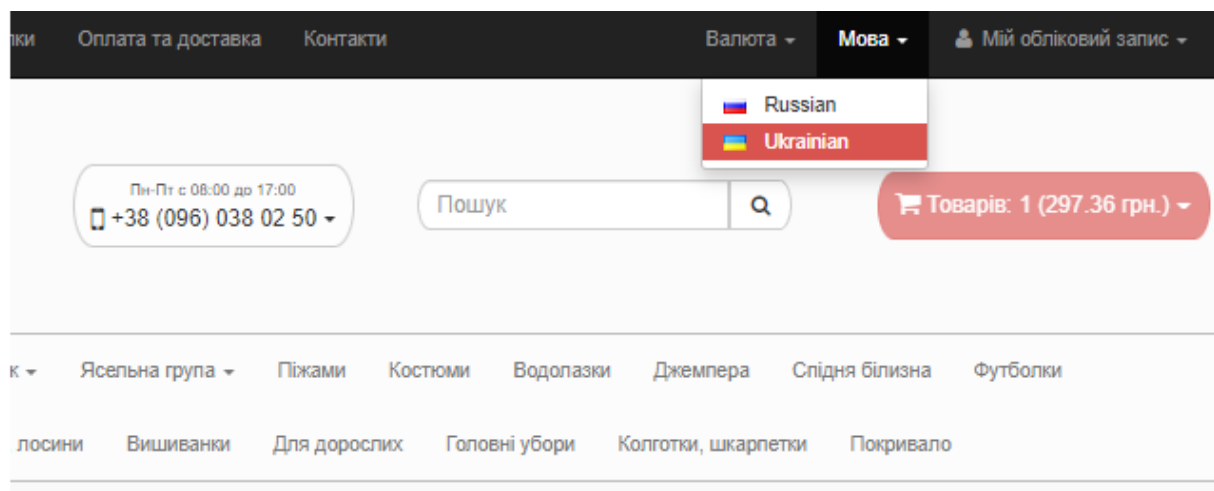 Оплата та доставка Контакти Валюта Мова Мій обліковий запис
Russian
Ukrainian
Пн-Пт с 08:00 до 17:00
+38 (096) 038 02 50
Пошук
Товарів: 1 (297.36 грн.)
Ясельна група Піжами Костюми Водолазки Джемпера Спідня білизна Футболки
лосини Вишиванки Для дорослих Головні убори Колготки, шкарпетки Покривало